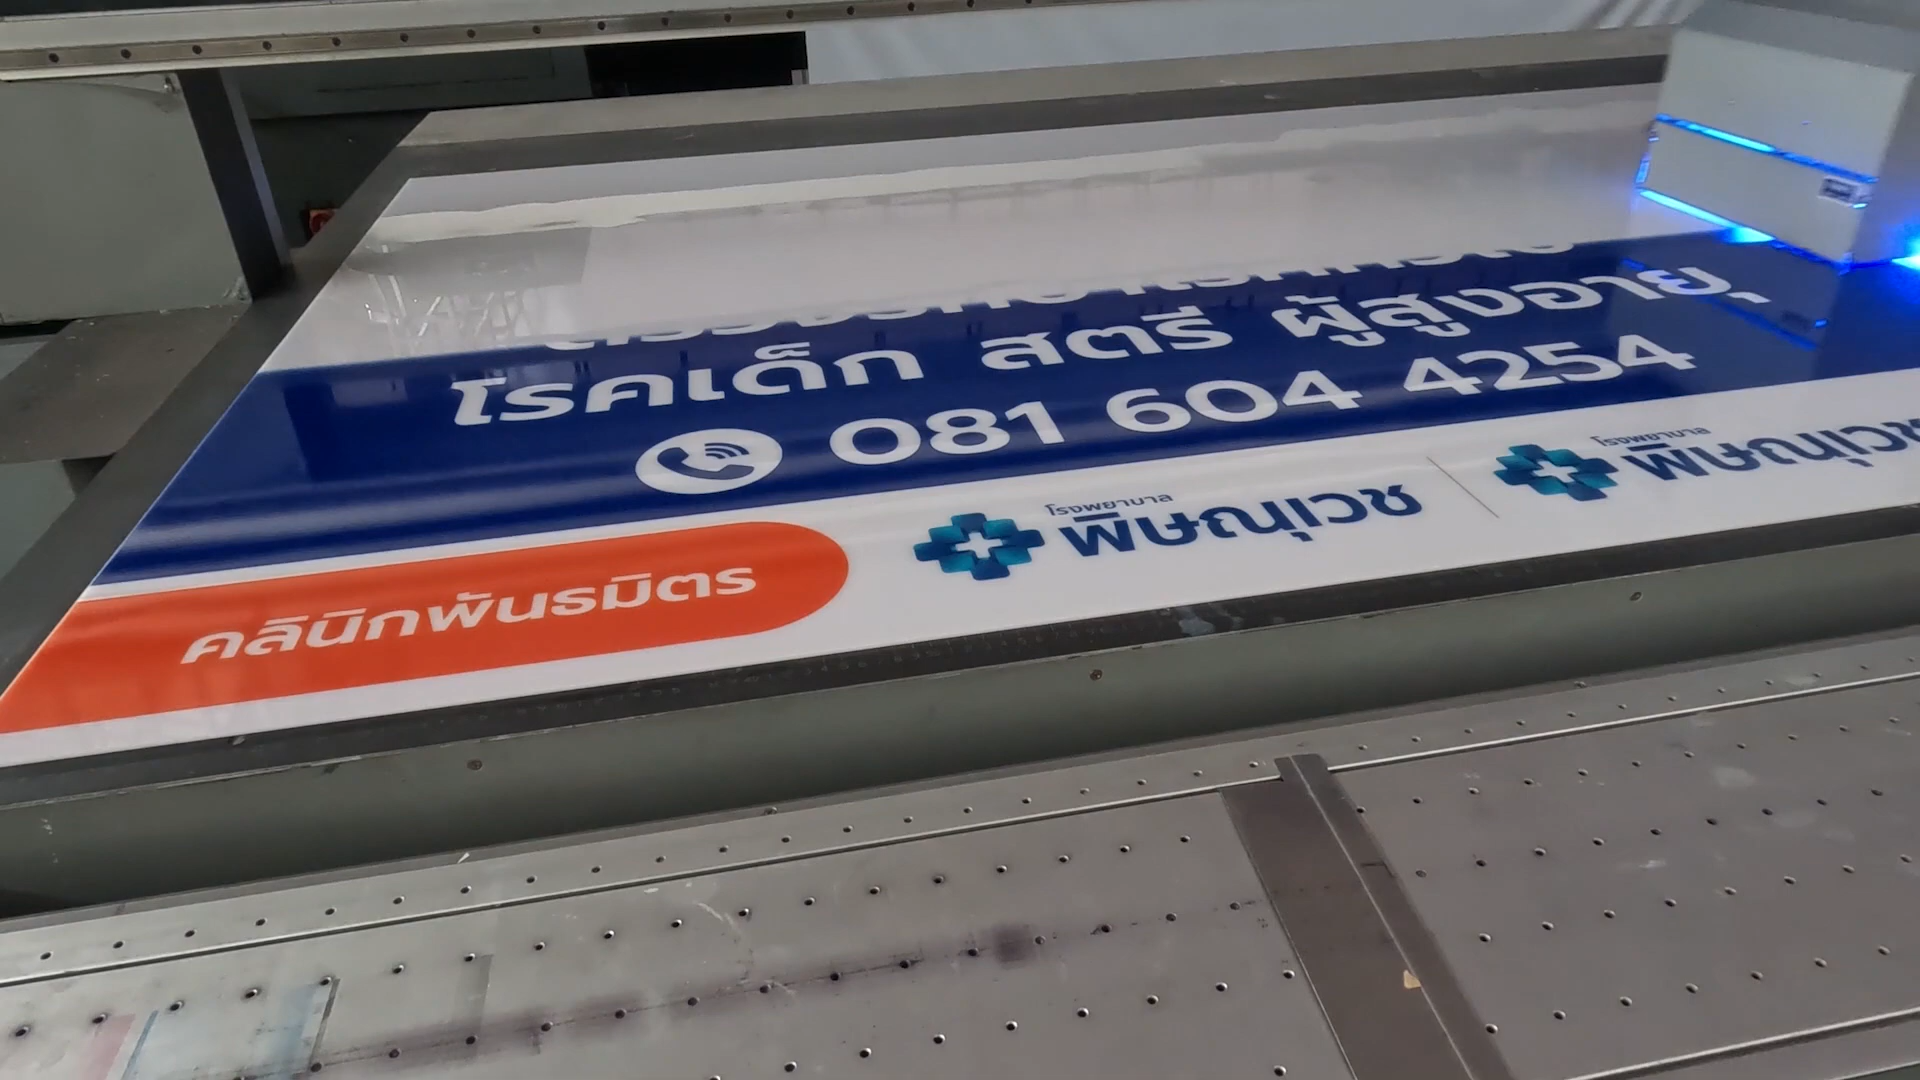 โรคเด็ก สตรี ผู้สูงอายุ
081 604 4254
คลินิกพันธมิตร
โรงพยาบาล
พิษณุเวช
โรงพยาบาล
พิษณุเวช